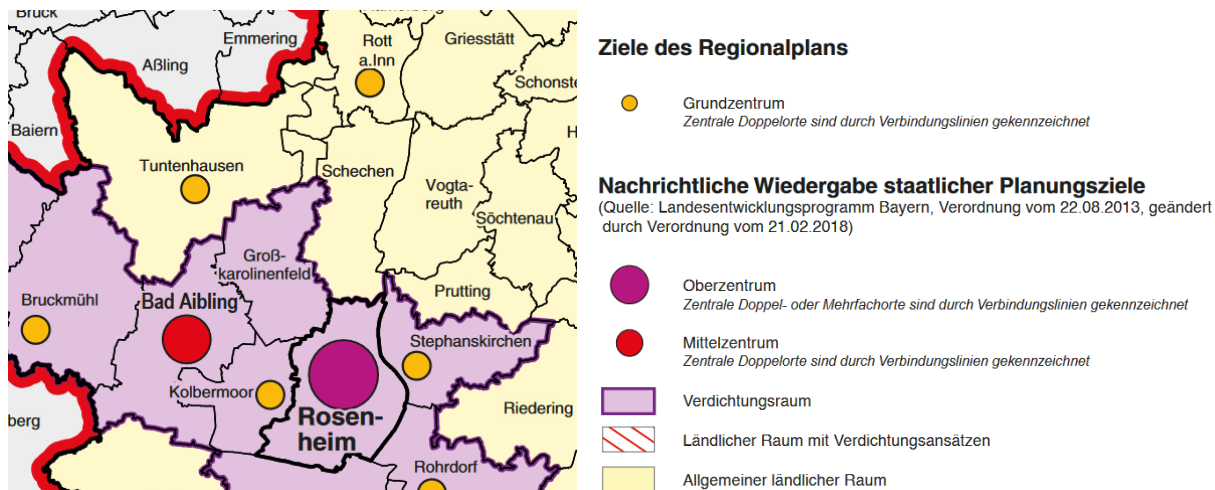 Bruck
Emmering
Aßling
Rott
a.Inn
Griesstätt
Baiern
Tuntenhausen
Schechen
Vogta-
reuth
Söchtenau
Groß-
karolinenfeld
Prutting
Bruckmühl
Bad Aibling
Stephanskirchen
Kolbermoor
Rosen-
heim
Riedering
berg
Rohrdorf
Schonste
H
Ziele des Regionalplans
Grundzentrum
Zentrale Doppelorte sind durch Verbindungslinien gekennzeichnet
Nachrichtliche Wiedergabe staatlicher Planungsziele
(Quelle: Landesentwicklungsprogramm Bayern, Verordnung vom 22.08.2013, geändert
durch Verordnung vom 21.02.2018)
Oberzentrum
Zentrale Doppel- oder Mehrfachorte sind durch Verbindungslinien gekennzeichnet
Mittelzentrum
Zentrale Doppelorte sind durch Verbindungslinien gekennzeichnet
Verdichtungsraum
Ländlicher Raum mit Verdichtungsansätzen
Allgemeiner ländlicher Raum